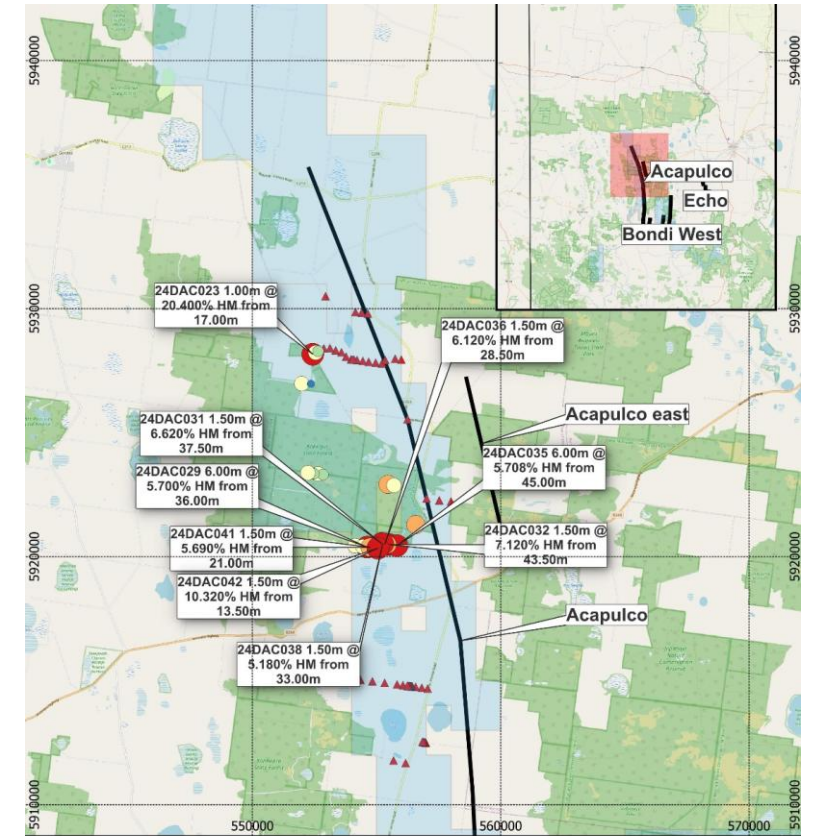 5940000
5940000
Acapulco
Echo
Bondi West
5930000
5930000
24DAC023 1.00m @
20.400% HM from
17.00m
24DAC036 1.50m @
6.120% HM from
28.50m
24DAC031 1.50m @
6.620% HM from
37.50m
Acapulco east
24DAC035 6.00m @
5.708% HM from
45.00m
24DAC029 6.00m @
5.700% HM from
36.00m
24DAC041 1.50m @
5.690% HM from
21.00m
24DAC032 1.50m @
7.120% HM from
43.50m
5920000
5920000
24DAC042 1.50m @
10.320% HM from
13.50m
Acapulco
24DAC038 1.50m @
5.180% HM from
33.00m
5910000
5910000
550000
560000
570000